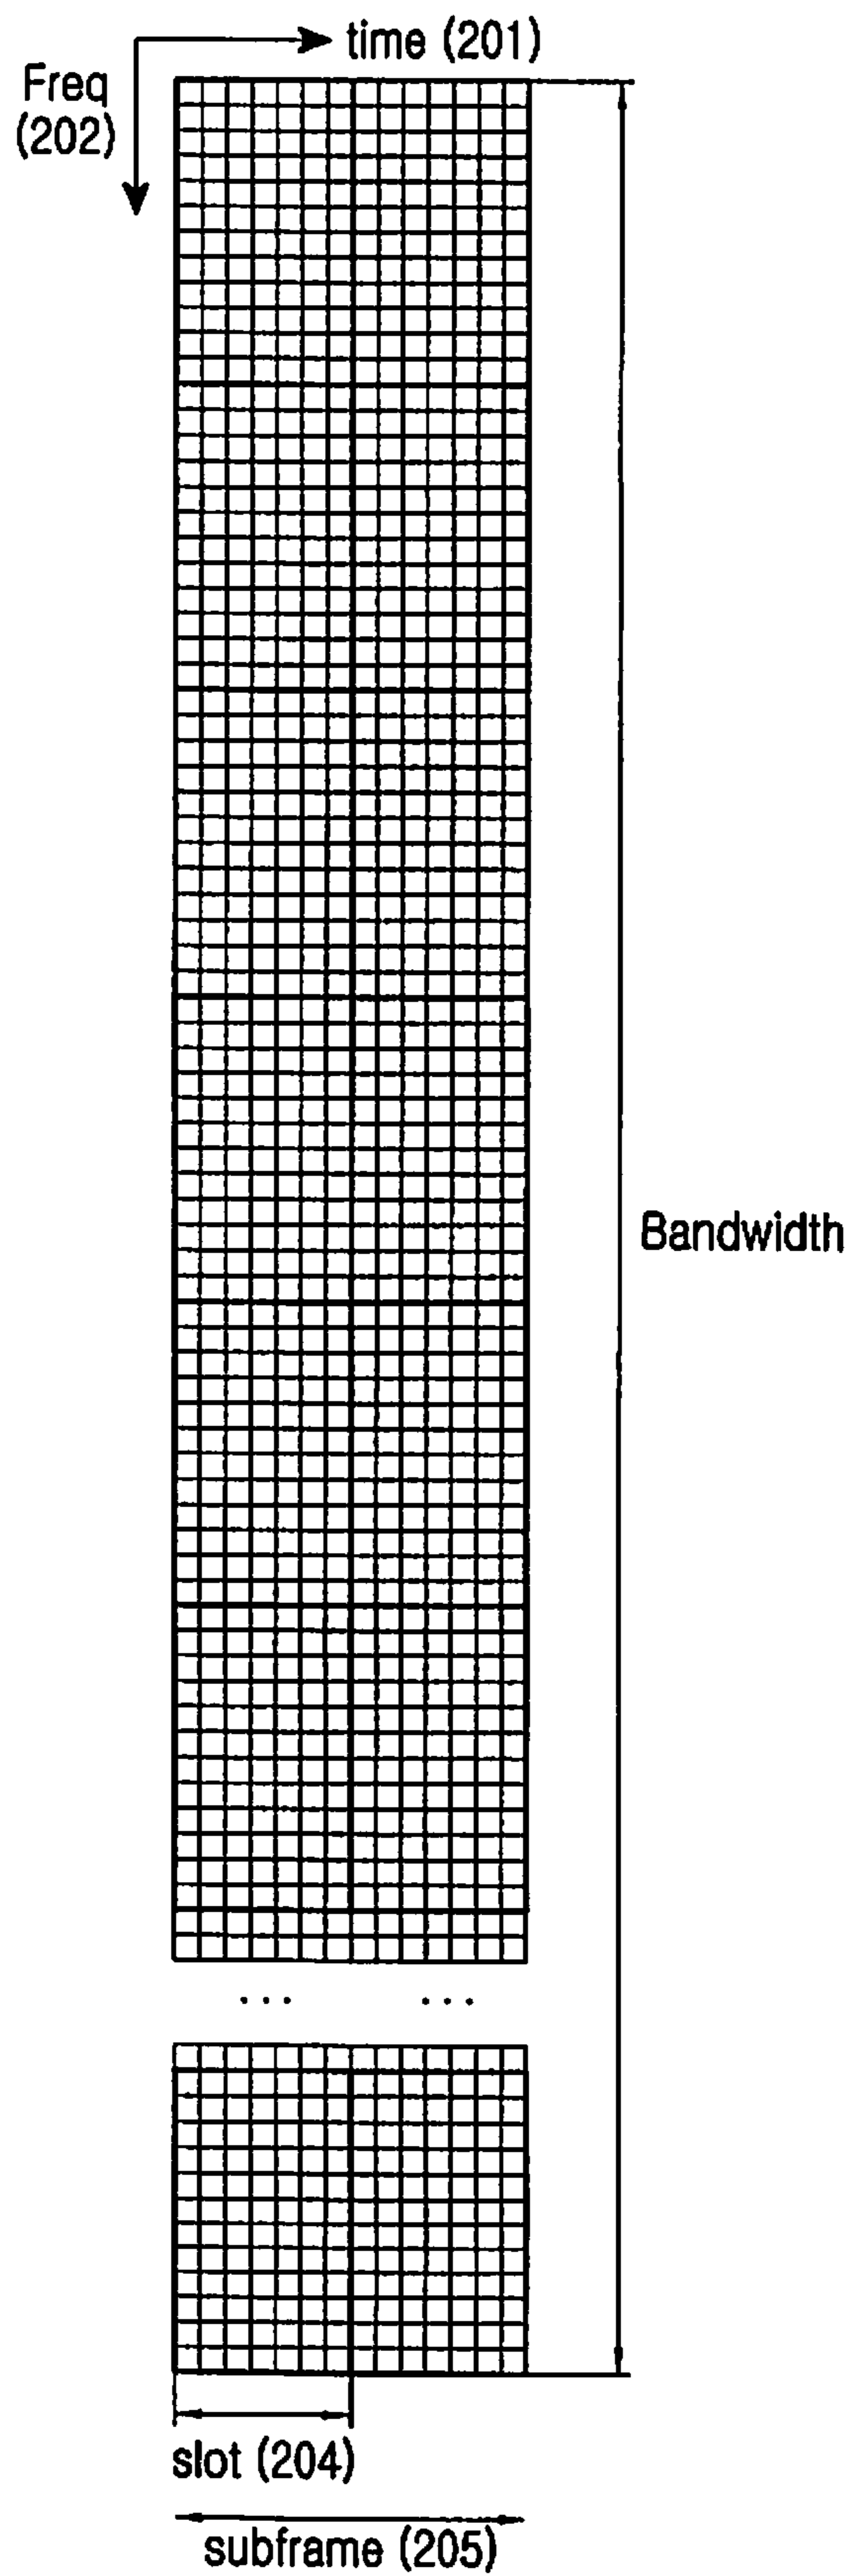 time (201)
Freq
(202)
Bandwidth
... ...
slot (204)
subframe (205)